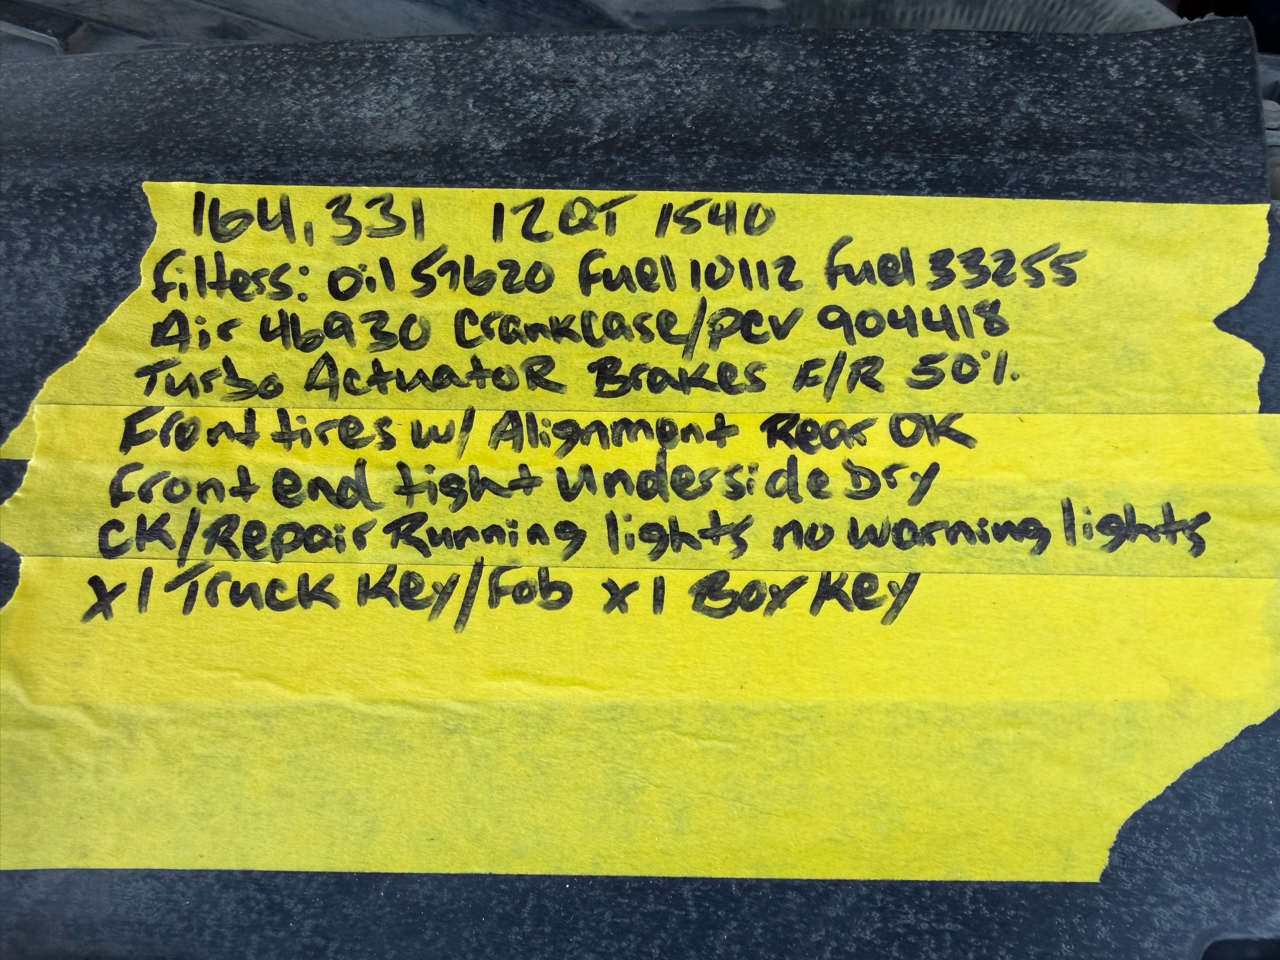 164,331 12QT 1540
Filters: Oil 57620 Fuel 10112 Fuel 33255
Air 46930 Crankcase/pcv 904418
Turbo Actuator Brakes F/R 50%.
Front tires w/ Alignment Rear OK
Front end tight Underside Dry
CK/Repair Running lights no warning lights
x1 Truck Key/Fob x1 Box Key